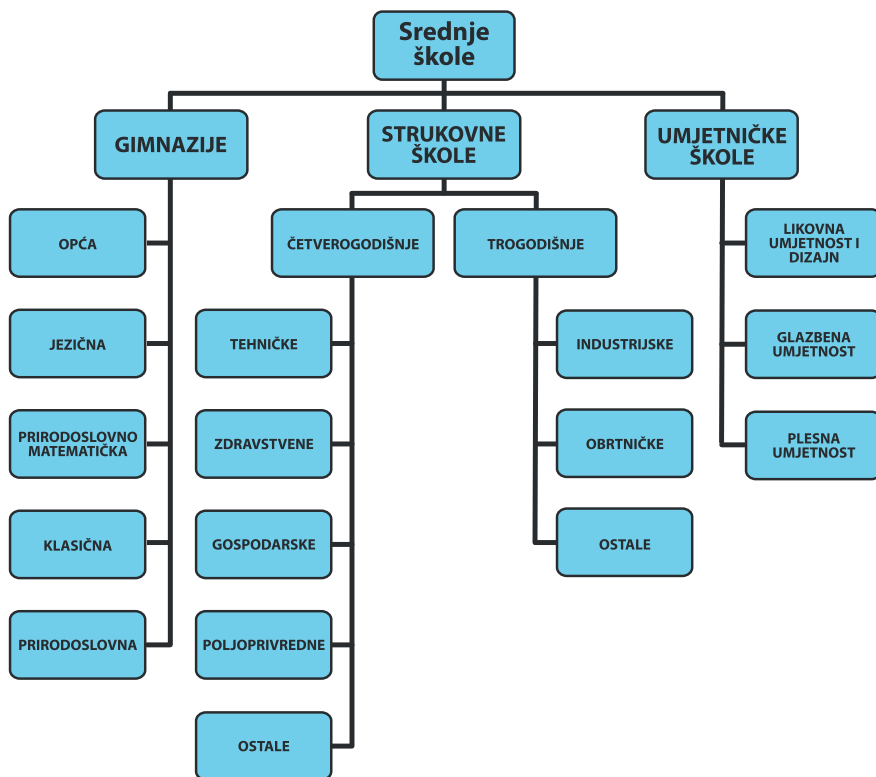 Srednje
škole
GIMNAZIJE
STRUKOVNE
ŠKOLE
UMJETNIČKE
ŠKOLE
OPĆA
JEZIČNA
PRIRODOSLOVNO
MATEMATIČKA
KLASIČNA
PRIRODOSLOVNA
ČETVEROGODIŠNJE
TEHNIČKE
ZDRAVSTVENE
GOSPODARSKE
POLJOPRIVREDNE
OSTALE
TROGODIŠNJE
INDUSTRIJSKE
OBRTNIČKE
OSTALE
LIKOVNA
UMJETNOST I
DIZAJN
GLAZBENA
UMJETNOST
PLESNA
UMJETNOST